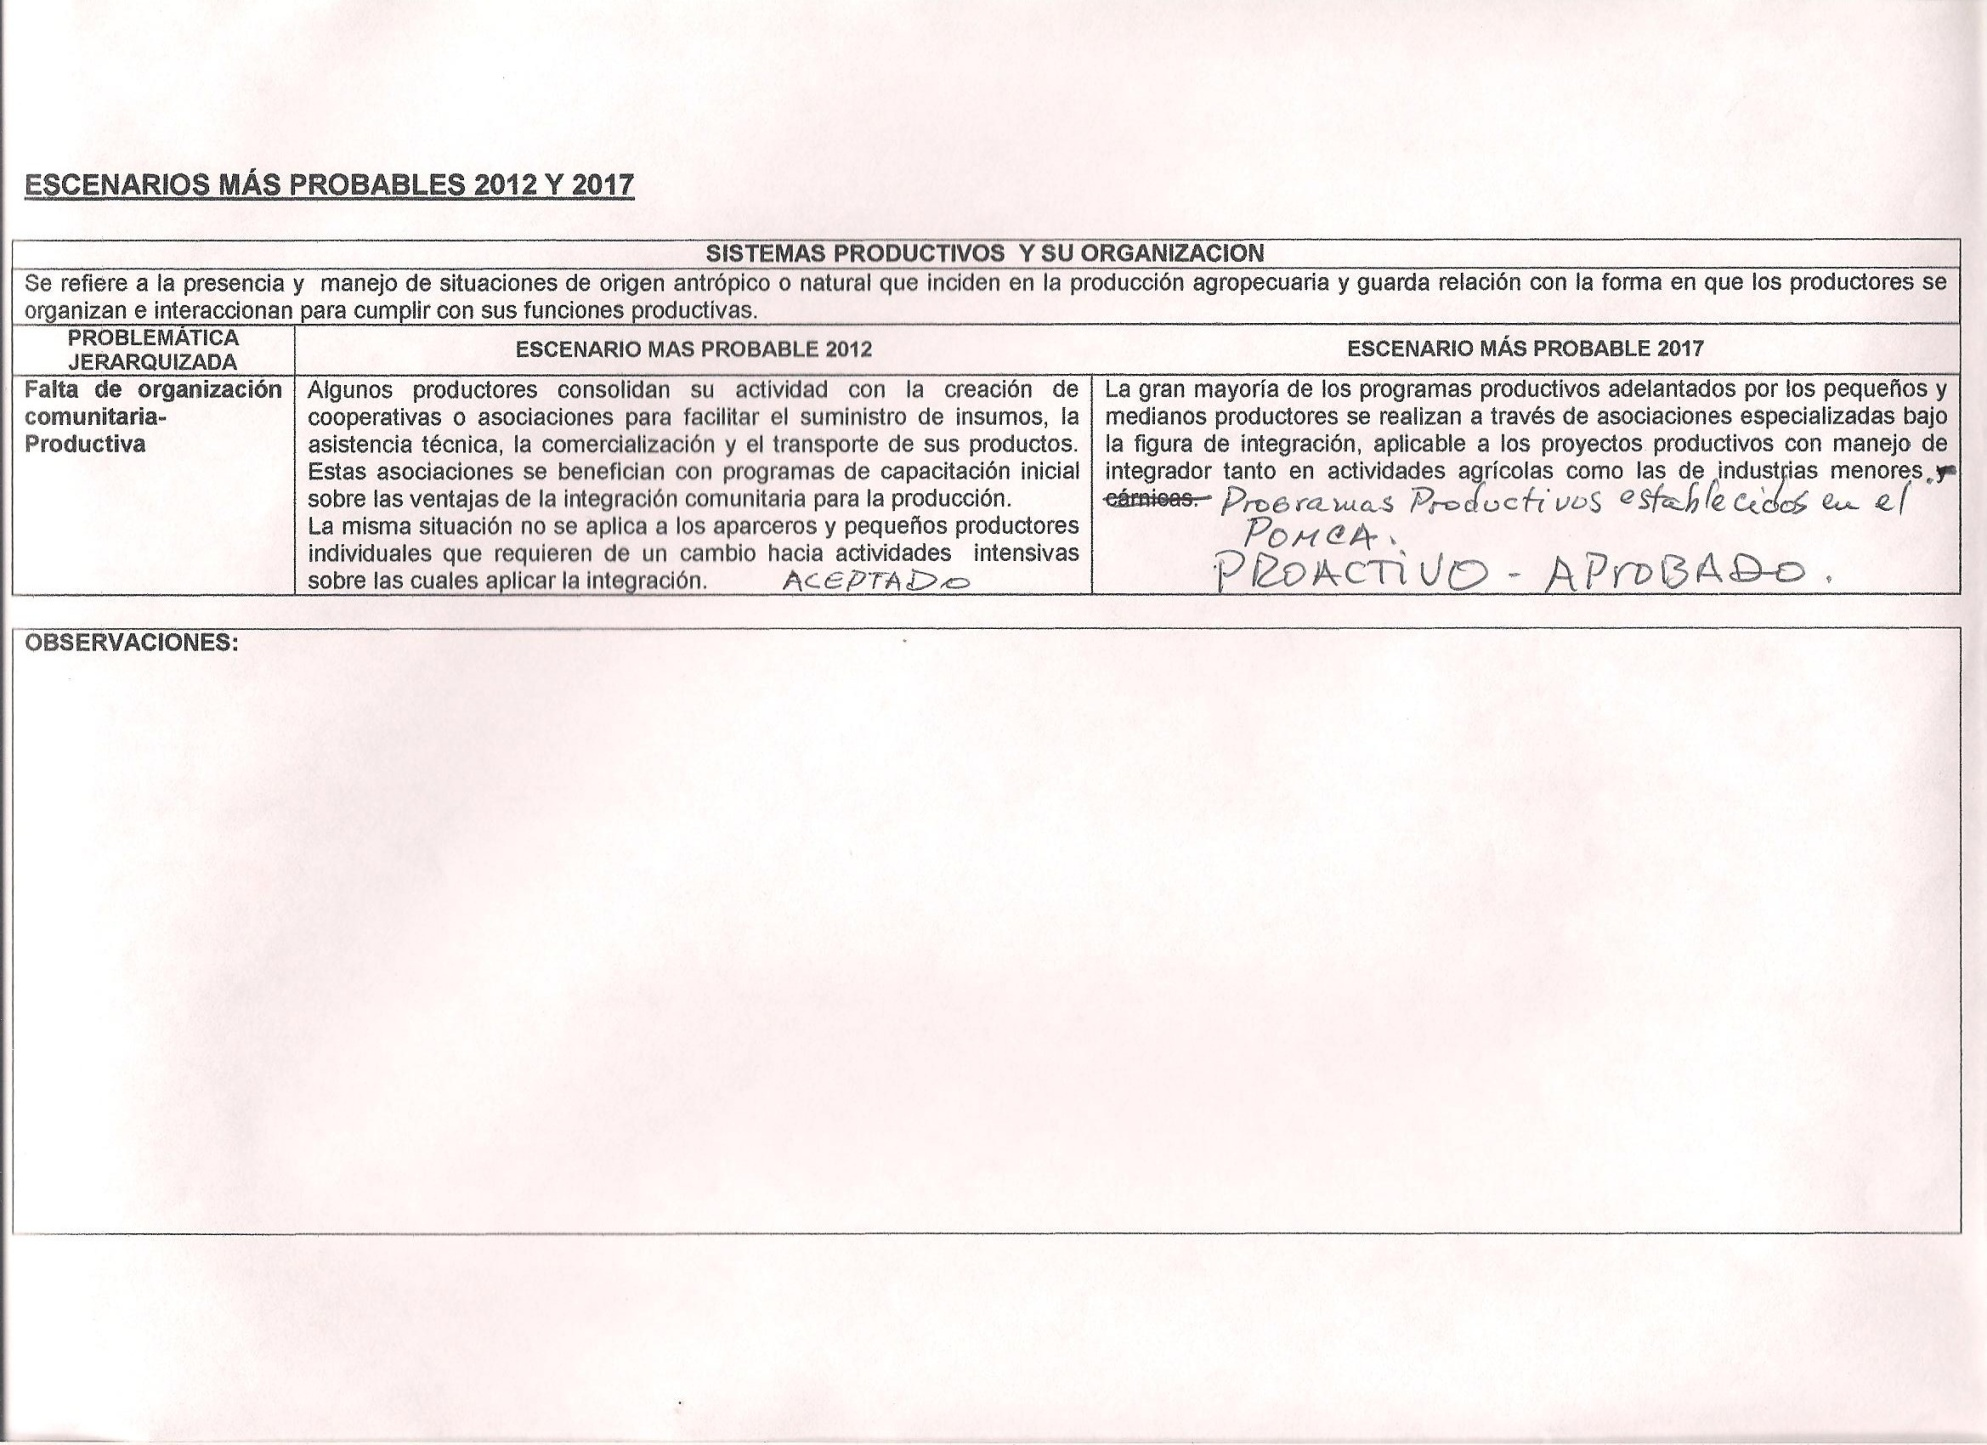 ESCENARIOS MÁS PROBABLES 2012 Y 2017
SISTEMAS PRODUCTIVOS Y SU ORGANIZACION
Se refiere a la presencia y manejo de situaciones de origen antrópico o natural que inciden en la producción agropecuaria y guarda relación con la forma en que los productores se
organizan e interaccionan para cumplir con sus funciones productivas.
PROBLEMÁTICA
JERARQUIZADA
ESCENARIO MAS PROBABLE 2012
ESCENARIO MÁS PROBABLE 2017
Falta de organización
comunitaria-
Productiva
Algunos productores consolidan su actividad con la creación de
cooperativas o asociaciones para facilitar el suministro de insumos, la
asistencia técnica, la comercialización y el transporte de sus productos.
Estas asociaciones se benefician con programas de capacitación inicial
sobre las ventajas de la integración comunitaria para la producción.
La misma situación no se aplica a los aparceros y pequeños productores
individuales que requieren de un cambio hacia actividades intensivas
sobre las cuales aplicar la integración. ACEPTADO
La gran mayoría de los programas productivos adelantados por los pequeños y
medianos productores se realizan a través de asociaciones especializadas bajo
la figura de integración, aplicable a los proyectos productivos con manejo de
integrador tanto en actividades agrícolas como las de industrias menores, y
cárnicas. Programas Productivos establecidos en el
POMCA.
PROACTIVO - APrOBADO.
OBSERVACIONES: